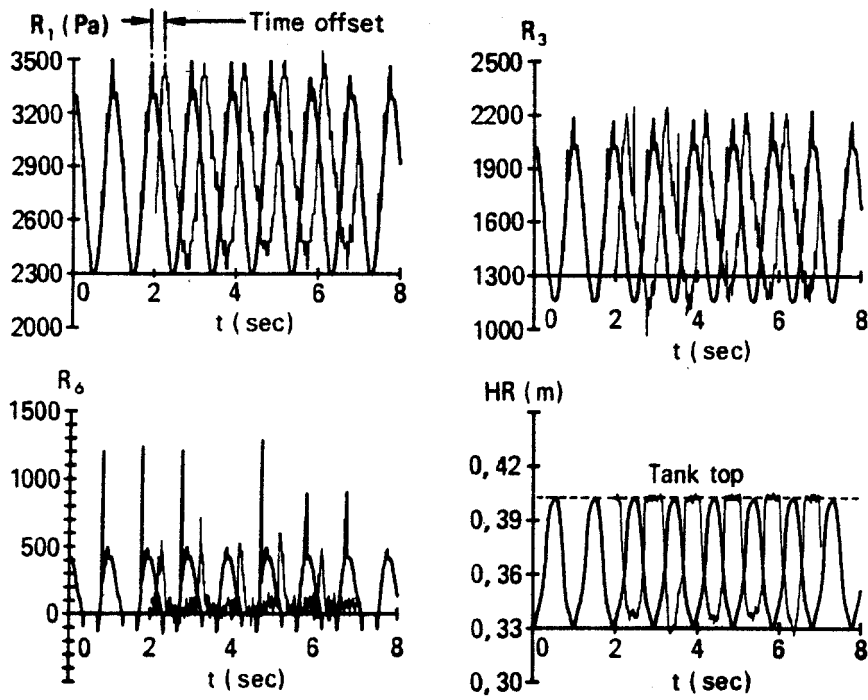 R₁ (Pa)
Time offset
3500
3200
2900
2600
2300
2000
0 2 4 6 8
t (sec)
R₃
2500
2200
1900
1600
1300
1000
0 2 4 6 8
t (sec)
R₆
1500
1000
500
0
0 2 4 6 8
t (sec)
HR (m)
0,42
0,39
0,36
0,33
0,30
Tank top
0 2 4 6 8
t (sec)